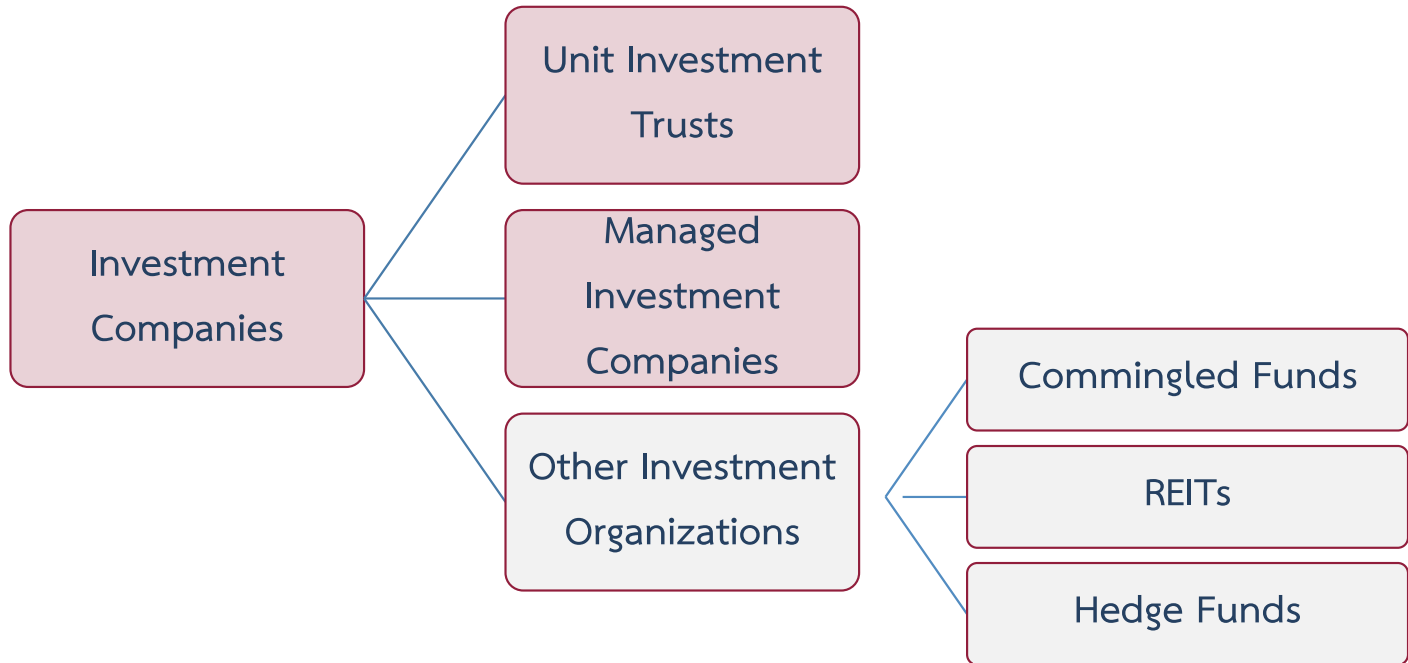 Investment
Companies
Unit Investment
Trusts
Managed
Investment
Companies
Other Investment
Organizations
Commingled Funds
REITs
Hedge Funds